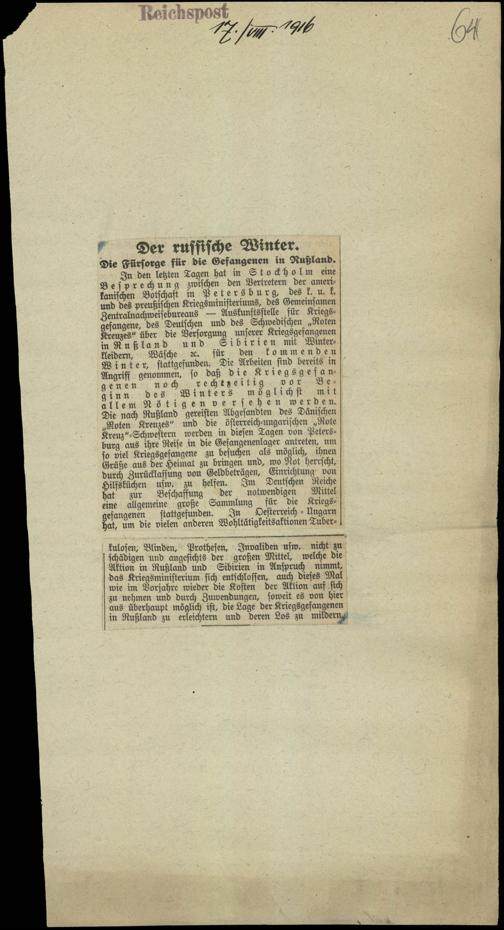 Reichspost
17./VIII. 1916
64
Der russische Winter.
Die Fürsorge für die Gefangenen in Rußland.
In den letzten Tagen hat in Stockholm eine
Besprechung zwischen den Vertretern der ameri-
kanischen Botschaft in Petersburg, des k. u. k.
und des preußischen Kriegsministeriums, des Gemeinsamen
Zentralnachweisebureaus — Auskunftsstelle für Kriegs-
gefangene, des Deutschen und des Schwedischen „Roten
Kreuzes" über die Versorgung unserer Kriegsgefangenen
in Rußland und Sibirien mit Winter-
kleidern, Wäsche ꝛc. für den kommenden
Winter, stattgefunden. Die Arbeiten sind bereits in
Angriff genommen, so daß die Kriegsgefan-
genen noch rechtzeitig vor Be-
ginn des Winters möglichst mit
allem Nötigen versehen werden.
Die nach Rußland gereisten Abgesandten des Dänischen
„Roten Kreuzes" und die österreich-ungarischen „Rote
Kreuz"-Schwestern werden in diesen Tagen von Peters-
burg aus ihre Reise in die Gefangenenlager antreten, um
so viel Kriegsgefangene zu besuchen als möglich, ihnen
Grüße aus der Heimat zu bringen und, wo Not herrscht,
durch Zurücklassung von Geldbeträgen, Einrichtung von
Hilfsküchen usw. zu helfen. Im Deutschen Reiche
hat zur Beschaffung der notwendigen Mittel
eine allgemeine große Sammlung für die Kriegs-
gefangenen stattgefunden. In Oesterreich-Ungarn
hat, um die vielen anderen Wohltätigkeitsaktionen Tuber-
kulosen, Blinden, Prothesen, Invaliden usw. nicht zu
schädigen und angesichts der großen Mittel, welche die
Aktion in Rußland und Sibirien in Anspruch nimmt,
das Kriegsministerium sich entschlossen, auch dieses Mal
wie im Vorjahre wieder die Kosten der Aktion auf sich
zu nehmen und durch Zuwendungen, soweit es von hier
aus überhaupt möglich ist, die Lage der Kriegsgefangenen
in Rußland zu erleichtern und deren Los zu mildern.